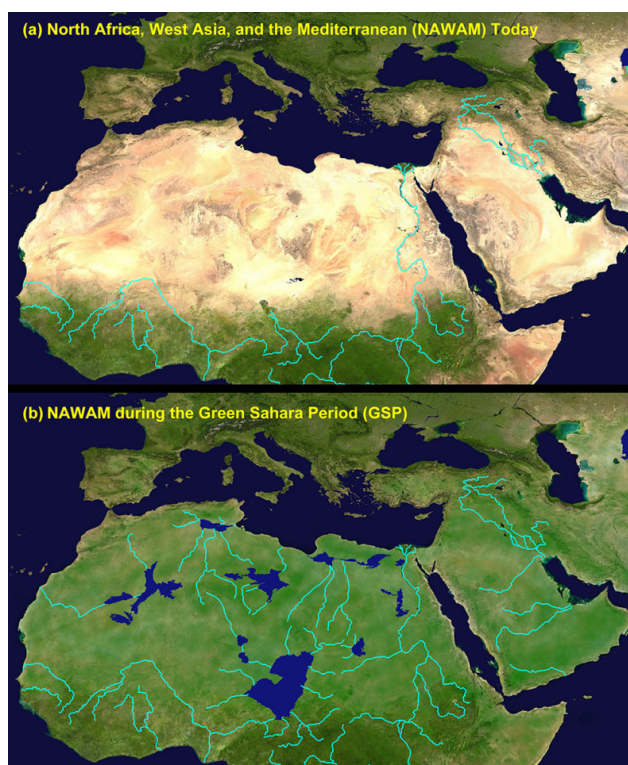 (a) North Africa, West Asia, and the Mediterranean (NAWAM) Today
(b) NAWAM during the Green Sahara Period (GSP)